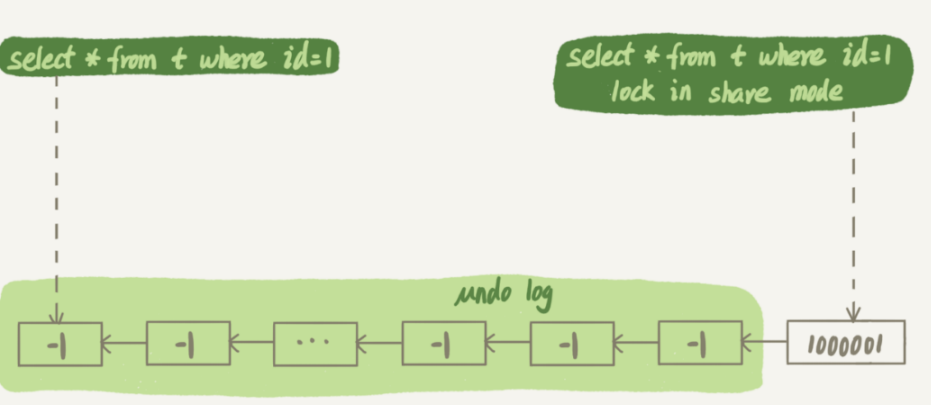 select * from t where id=1
select * from t where id=1
lock in share mode
undo log
-1 -1 ... -1 -1 -1 1000001